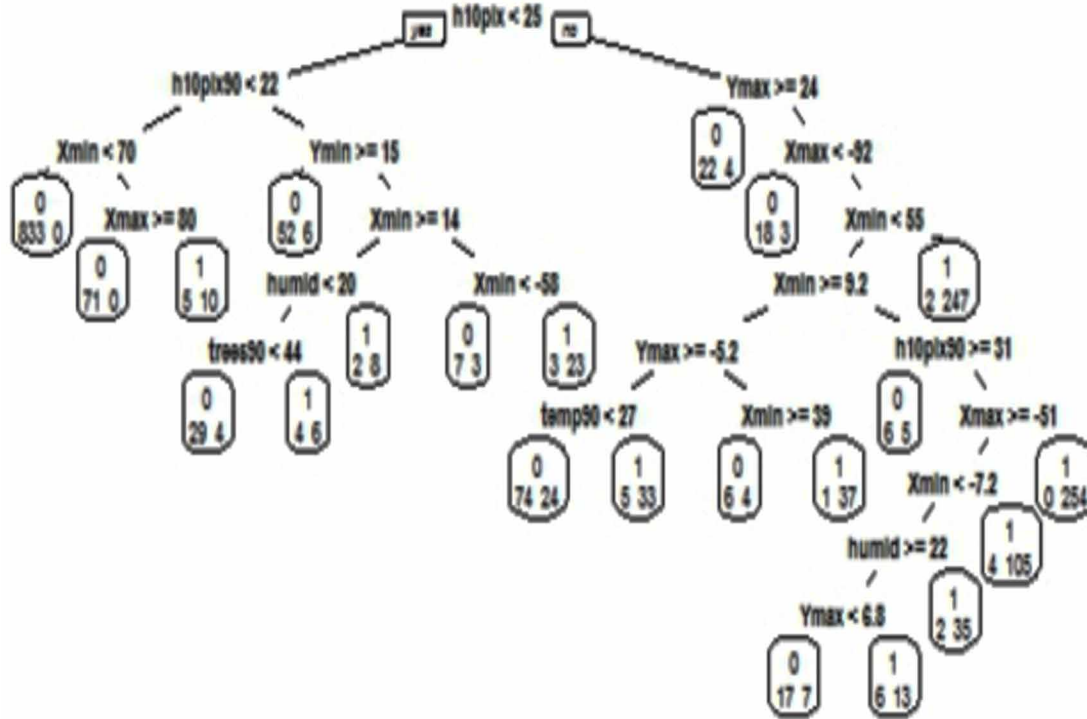 h10pix < 25
yes no
h10pix90 < 22
Ymax >= 24
0
22 4
Xmin < 70
Ymin >= 15
Xmax < -92
0
833 0
Xmax >= 80
0
52 6
Xmin >= 14
0
18 3
Xmin < 55
0
71 0
1
5 10
humid < 20
Xmin < -58
Xmin >= 9.2
1
2 247
trees90 < 44
1
2 8
0
7 3
1
3 23
Ymax >= -5.2
h10pix90 >= 31
0
29 4
1
4 6
temp90 < 27
Xmin >= 39
0
6 5
Xmax >= -51
0
74 24
1
5 33
0
6 4
1
1 37
Xmin < -7.2
1
0 254
humid >= 22
1
4 105
Ymax < 6.8
1
2 35
0
17 7
1
6 13